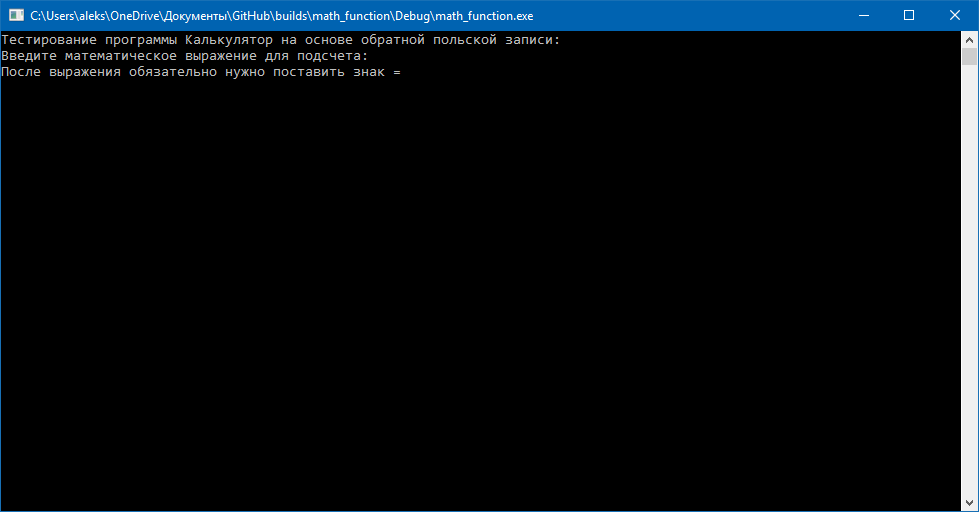 C:\Users\aleks\OneDrive\Документы\GitHub\builds\math_function\Debug\math_function.exe
Тестирование программы Калькулятор на основе обратной польской записи:
Введите математическое выражение для подсчета:
После выражения обязательно нужно поставить знак =